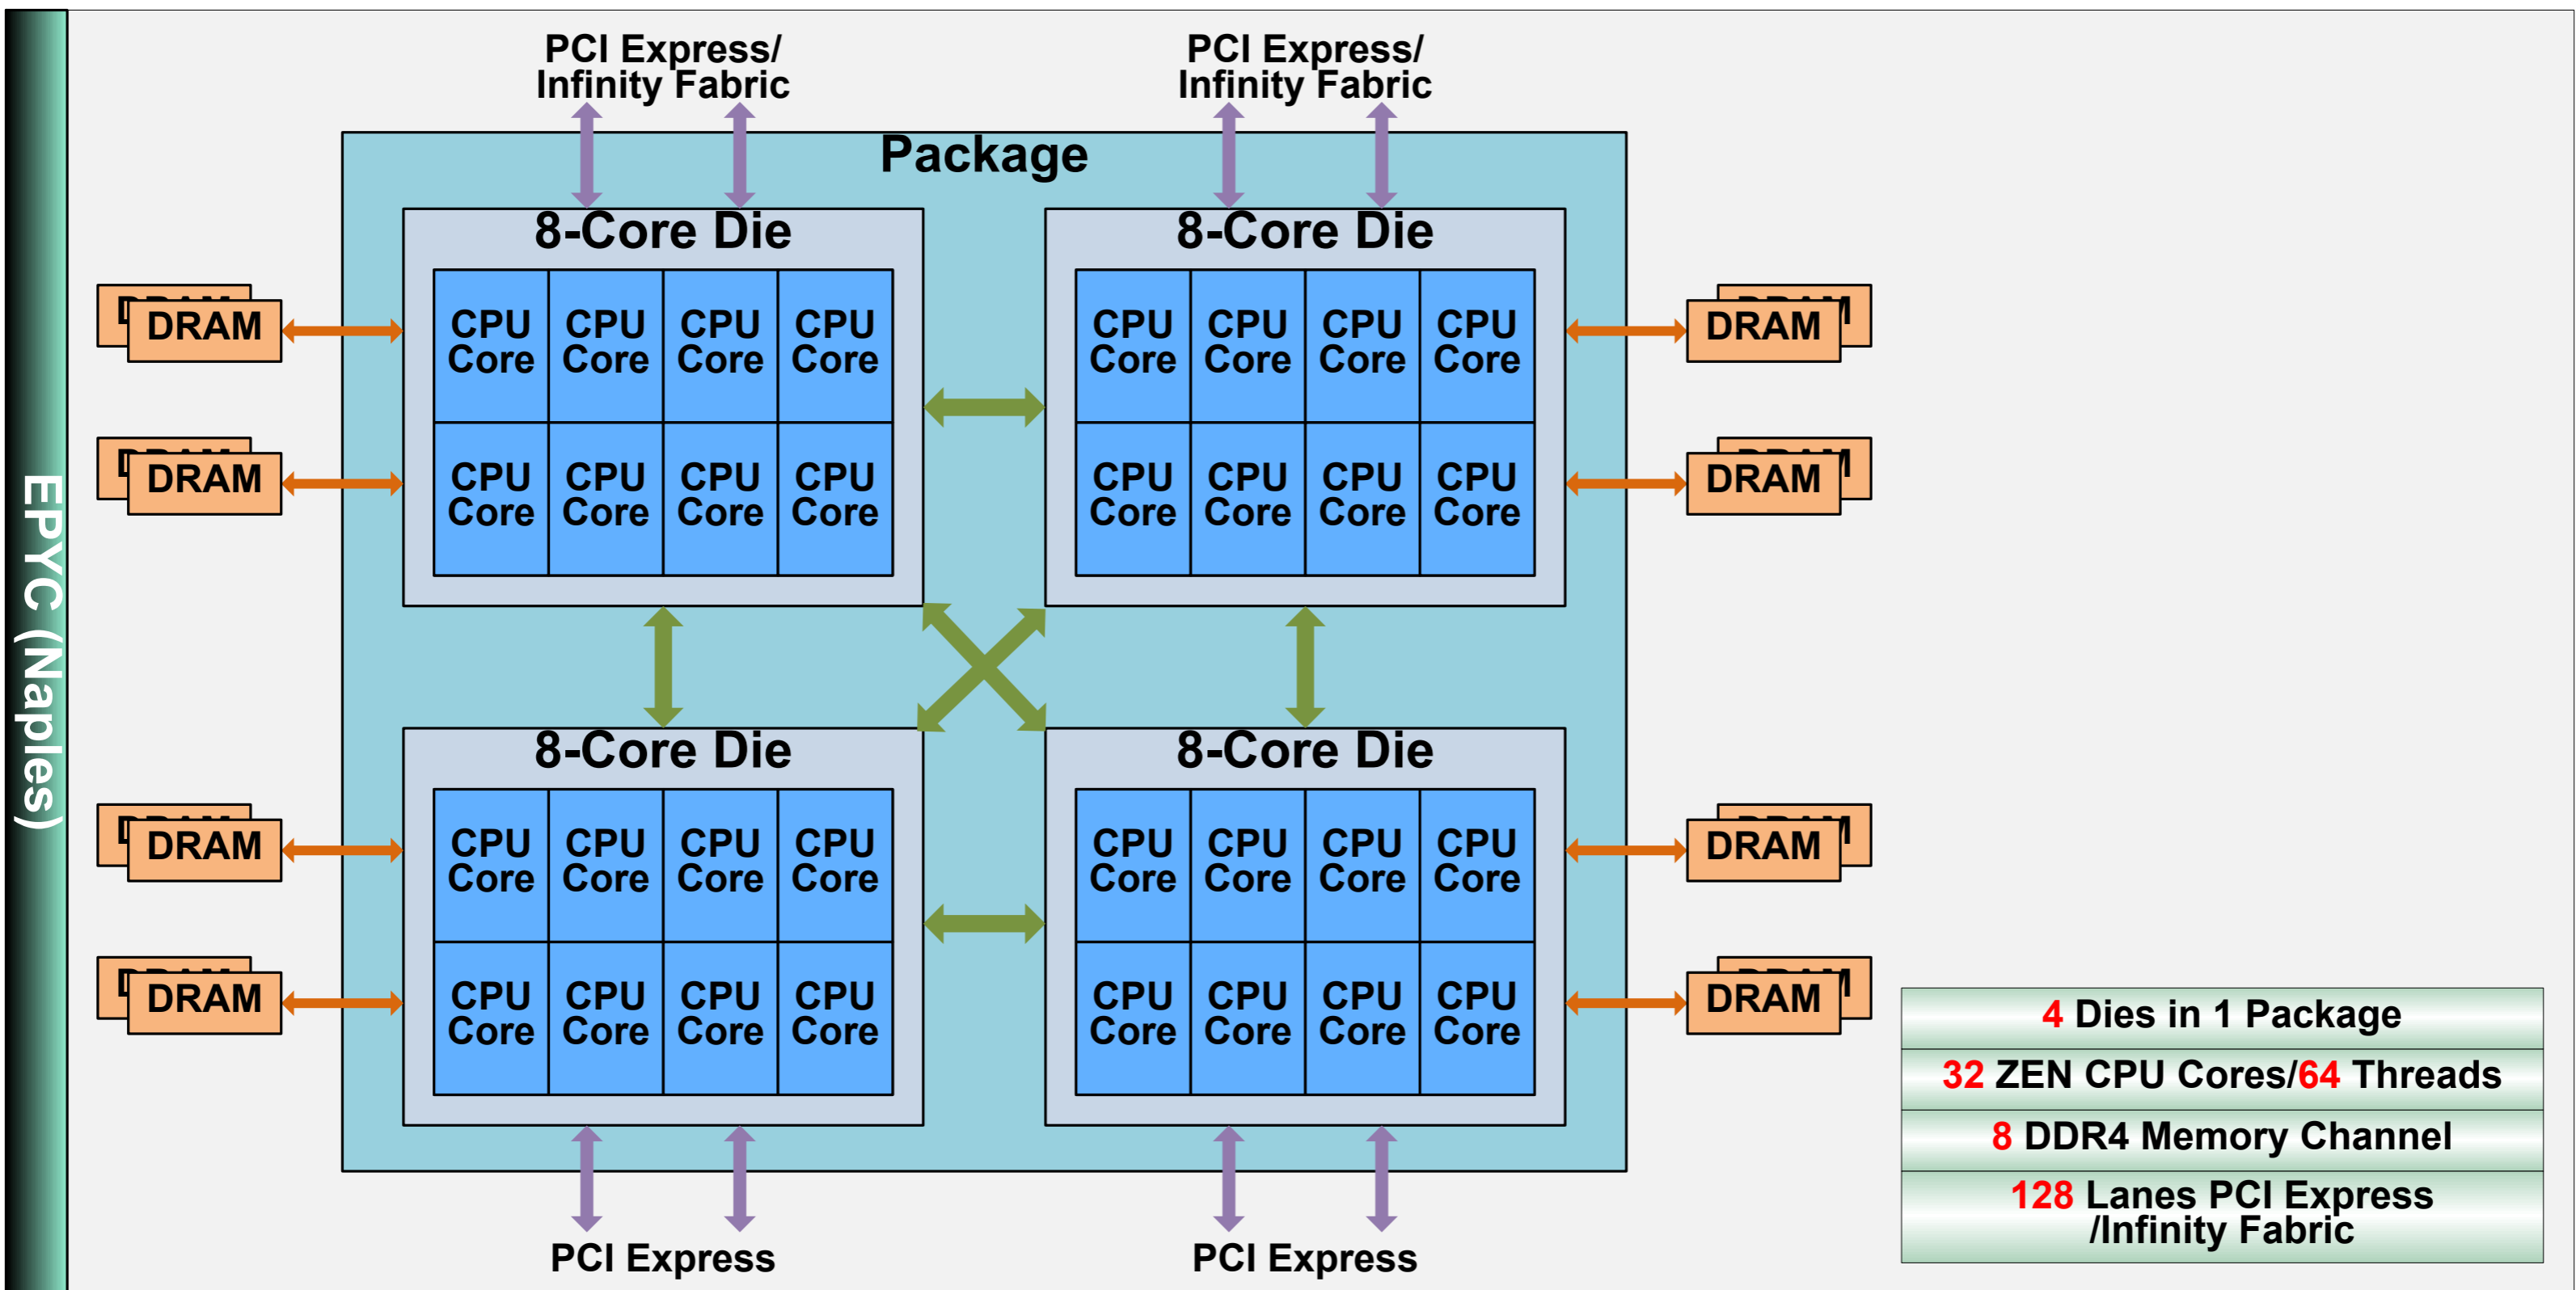 EPYC (Naples)
PCI Express/
Infinity Fabric
PCI Express/
Infinity Fabric
Package
8-Core Die
8-Core Die
DRAM
CPU CPU CPU CPU
Core Core Core Core
CPU CPU CPU CPU
Core Core Core Core
DRAM
DRAM
CPU CPU CPU CPU
Core Core Core Core
CPU CPU CPU CPU
Core Core Core Core
DRAM
8-Core Die
8-Core Die
DRAM
CPU CPU CPU CPU
Core Core Core Core
CPU CPU CPU CPU
Core Core Core Core
DRAM
DRAM
CPU CPU CPU CPU
Core Core Core Core
CPU CPU CPU CPU
Core Core Core Core
DRAM
PCI Express
PCI Express
4 Dies in 1 Package
32 ZEN CPU Cores/64 Threads
8 DDR4 Memory Channel
128 Lanes PCI Express
/Infinity Fabric